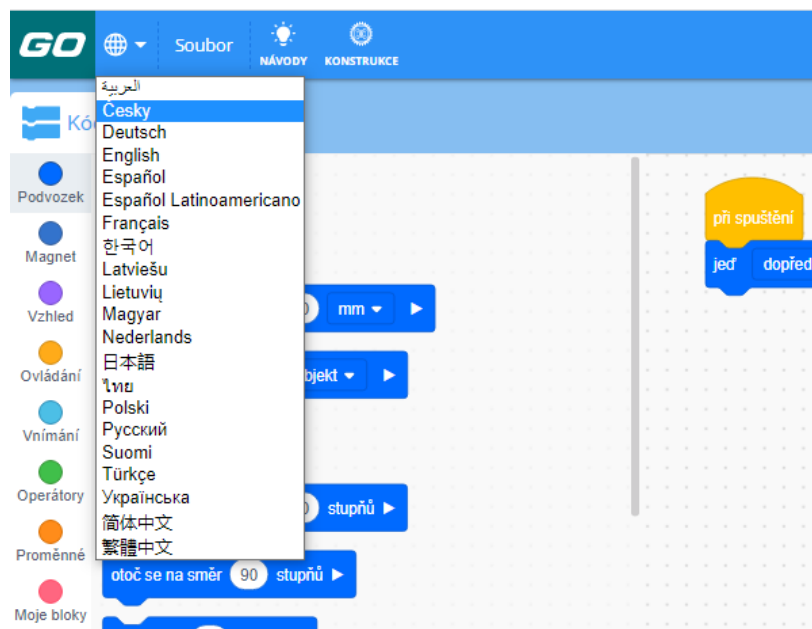 GO
Soubor
NÁVODY
KONSTRUKCE
العربية
Česky
Deutsch
English
Español
Español Latinoamericano
Français
한국어
Latviešu
Lietuvių
Magyar
Nederlands
日本語
ไทย
Polski
Русский
Suomi
Türkçe
Українська
简体中文
繁體中文
Kó
Podvozek
Magnet
Vzhled
Ovládání
Vnímání
Operátory
Proměnné
Moje bloky
mm
bjekt
stupňů
otoč se na směr 90 stupňů
při spuštění
jeď dopřed